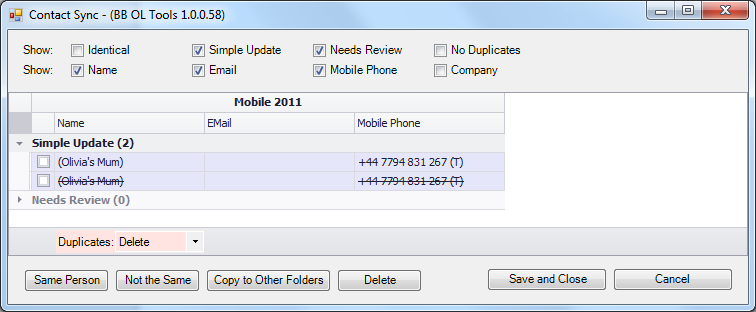 Contact Sync - (BB OL Tools 1.0.0.58)
Show: Identical Simple Update Needs Review No Duplicates
Show: Name Email Mobile Phone Company
Mobile 2011
Name EMail Mobile Phone
Simple Update (2)
(Olivia's Mum) +44 7794 831 267 (T)
(Olivia's Mum) +44 7794 831 267 (T)
Needs Review (0)
Duplicates: Delete
Same Person Not the Same Copy to Other Folders Delete Save and Close Cancel